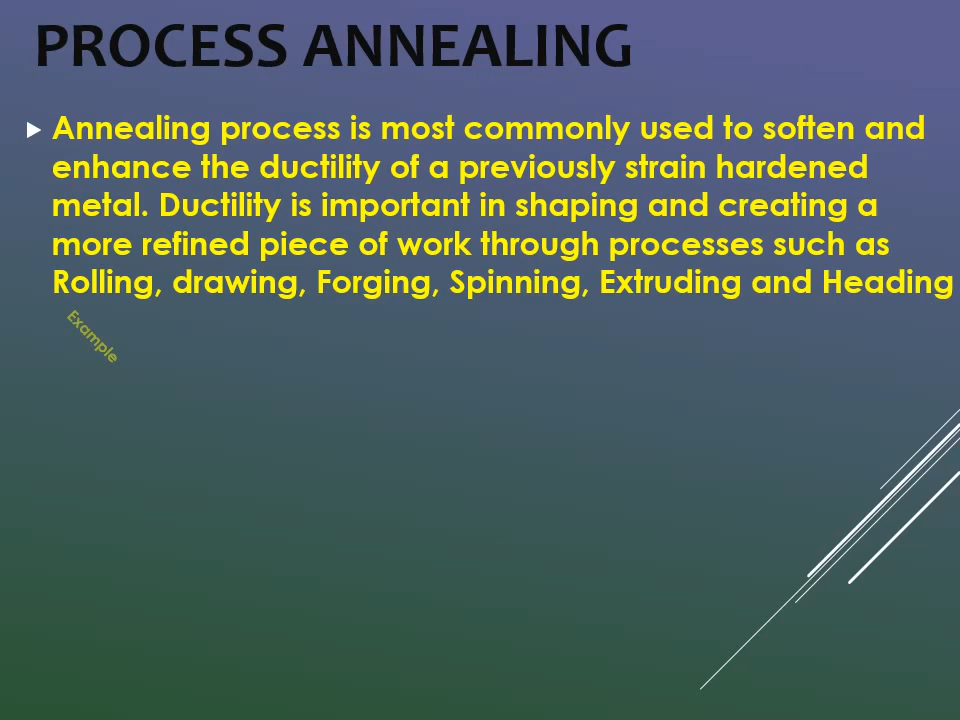 PROCESS ANNEALING
Annealing process is most commonly used to soften and
enhance the ductility of a previously strain hardened
metal. Ductility is important in shaping and creating a
more refined piece of work through processes such as
Rolling, drawing, Forging, Spinning, Extruding and Heading
Example